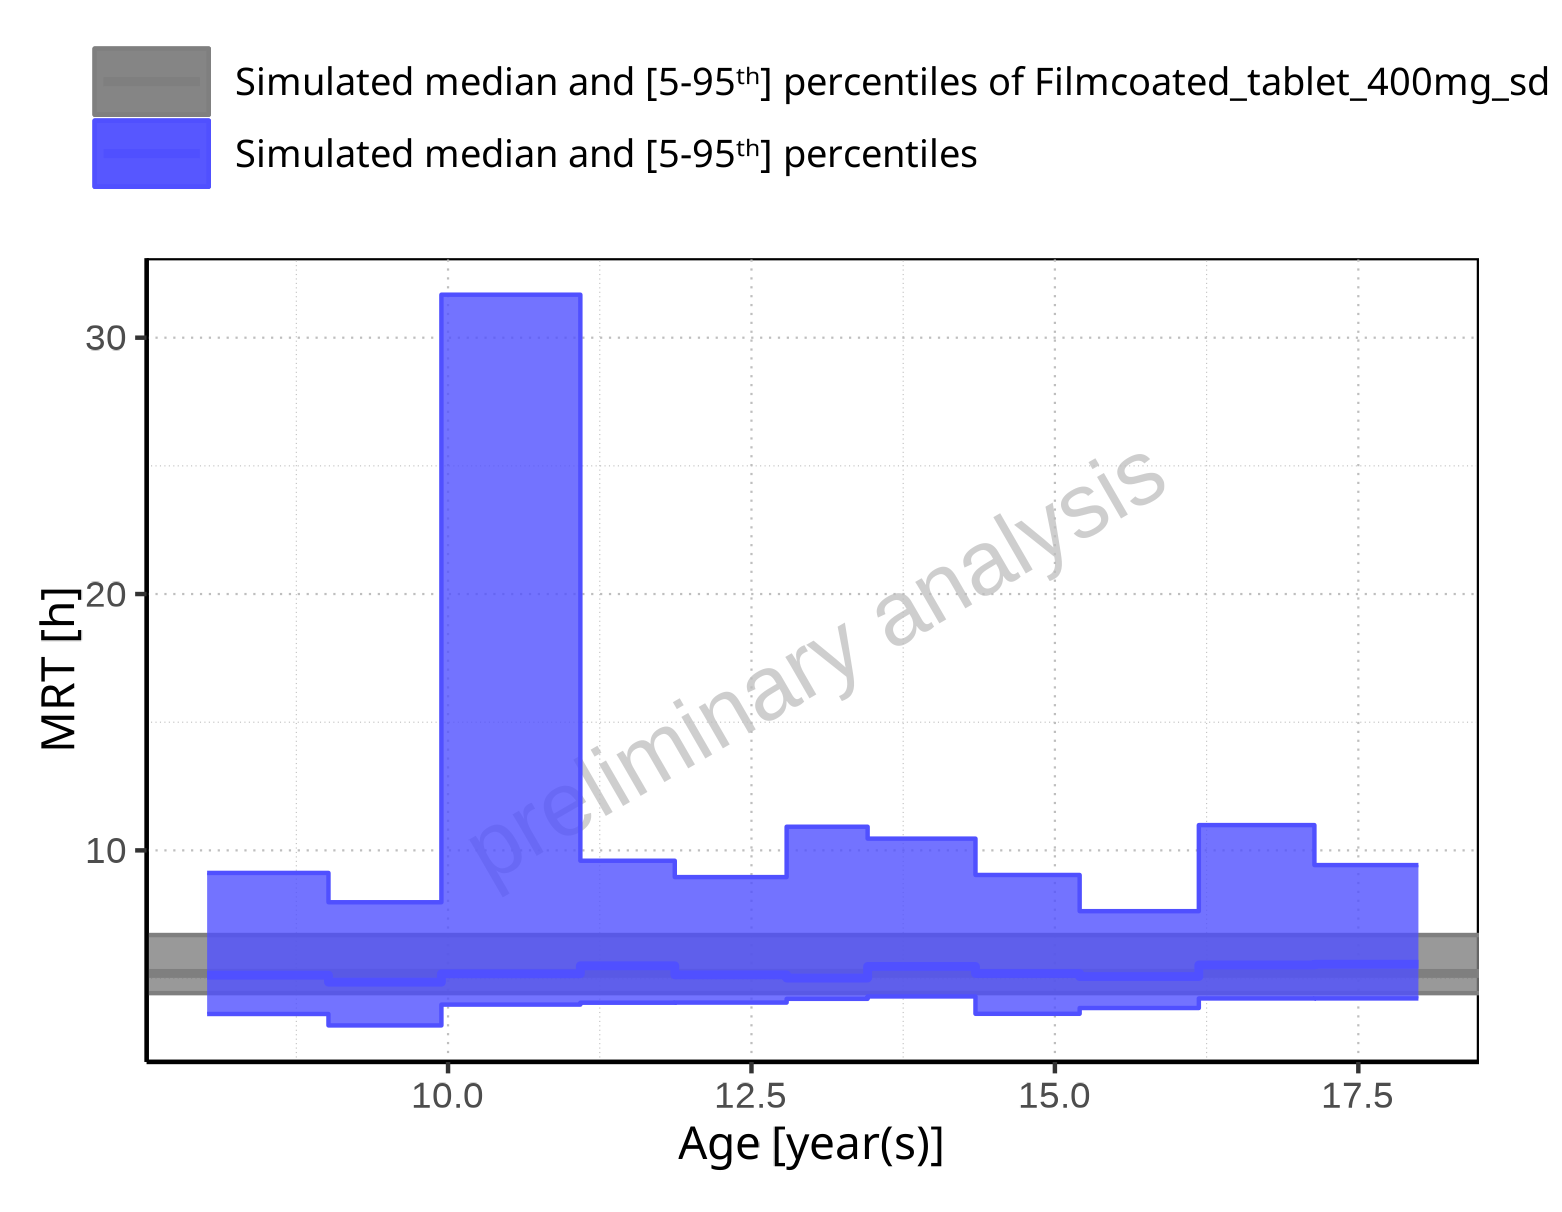 Simulated median and [5-95ᵗʰ] percentiles of Filmcoated_tablet_400mg_sd
Simulated median and [5-95ᵗʰ] percentiles
30
20
10
MRT [h]
preliminary analysis
10.0 12.5 15.0 17.5
Age [year(s)]